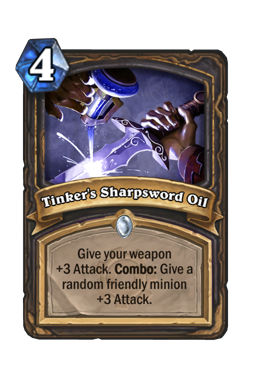 4
Tinker's Sharpsword Oil
Give your weapon
+3 Attack. Combo: Give a
random friendly minion
+3 Attack.